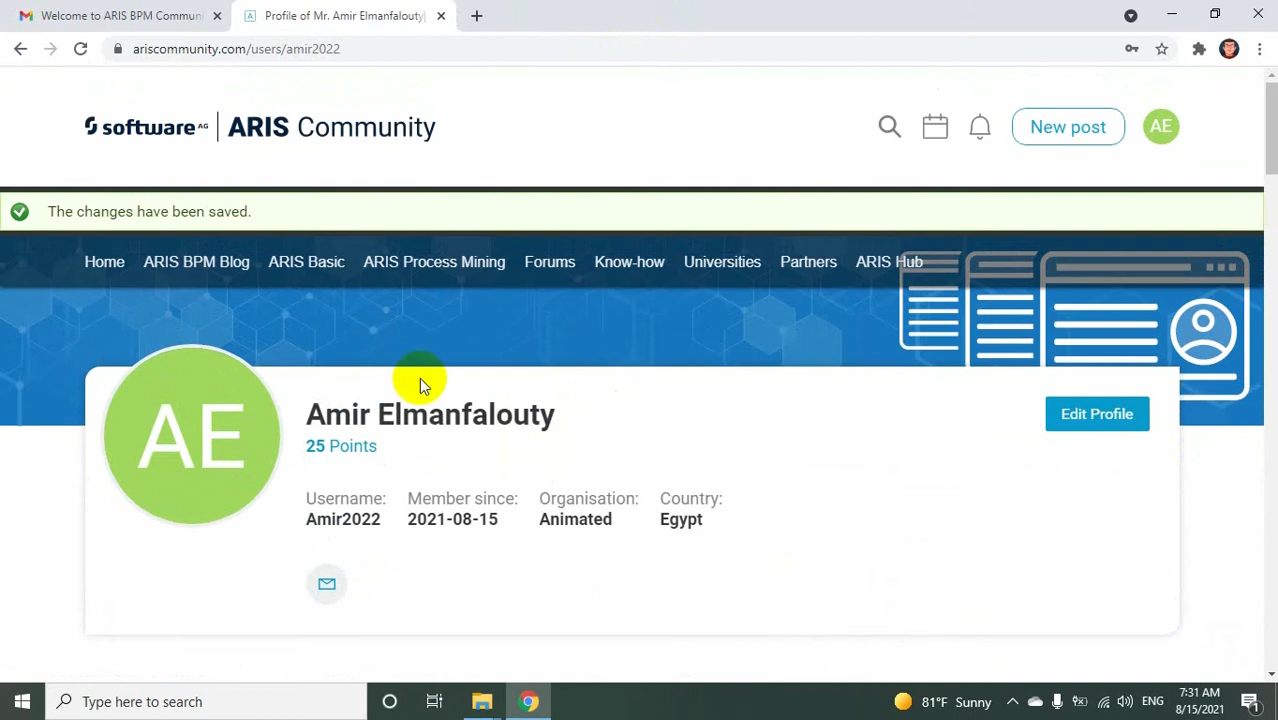 Welcome to ARIS BPM Commun
Profile of Mr. Amir Elmanfalouty|
ariscommunity.com/users/amir2022
software AG | ARIS Community
New post
AE
The changes have been saved.
Home ARIS BPM Blog ARIS Basic ARIS Process Mining Forums Know-how Universities Partners ARIS Hub
AE
Amir Elmanfalouty
Edit Profile
25 Points
Username: Member since: Organisation: Country:
Amir2022 2021-08-15 Animated Egypt
Type here to search
81°F Sunny
ENG
7:31 AM
8/15/2021
1